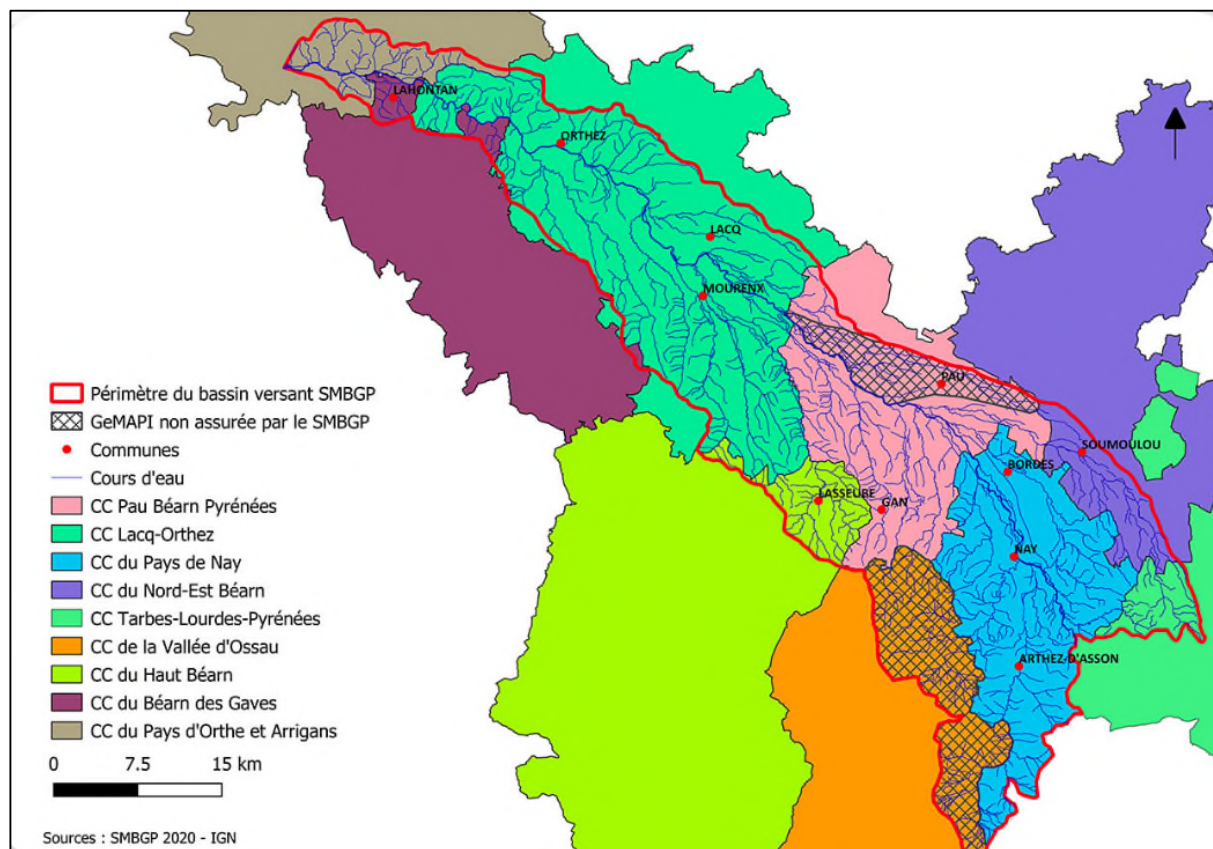 LAHONTAN
ORTHEZ
LACQ
MOURENX
PAU
SOUMOULOU
BORDES
LASSEUBE
GAN
NAY
ARTHEZ-D'ASSON
Périmètre du bassin versant SMBGP
GeMAPI non assurée par le SMBGP
Communes
Cours d'eau
CC Pau Béarn Pyrénées
CC Lacq-Orthez
CC du Pays de Nay
CC du Nord-Est Béarn
CC Tarbes-Lourdes-Pyrénées
CC de la Vallée d'Ossau
CC du Haut Béarn
CC du Béarn des Gaves
CC du Pays d'Orthe et Arrigans
0 7.5 15 km
Sources : SMBGP 2020 - IGN